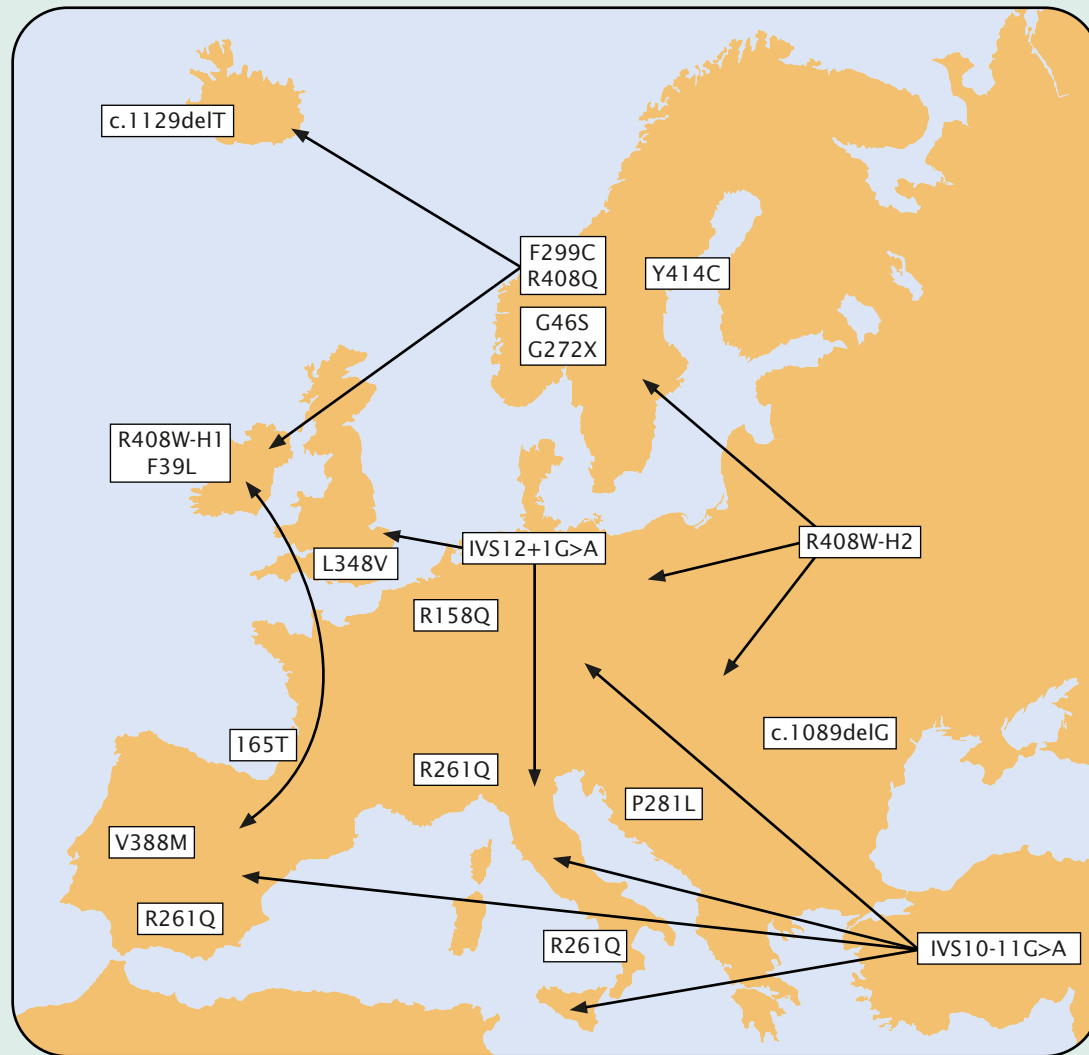 c.1129delT
F299C
R408Q
Y414C
G46S
G272X
R408W-H1
F39L
IVS12+1G>A
R408W-H2
L348V
R158Q
165T
c.1089delG
R261Q
P281L
V388M
R261Q
R261Q
IVS10-11G>A